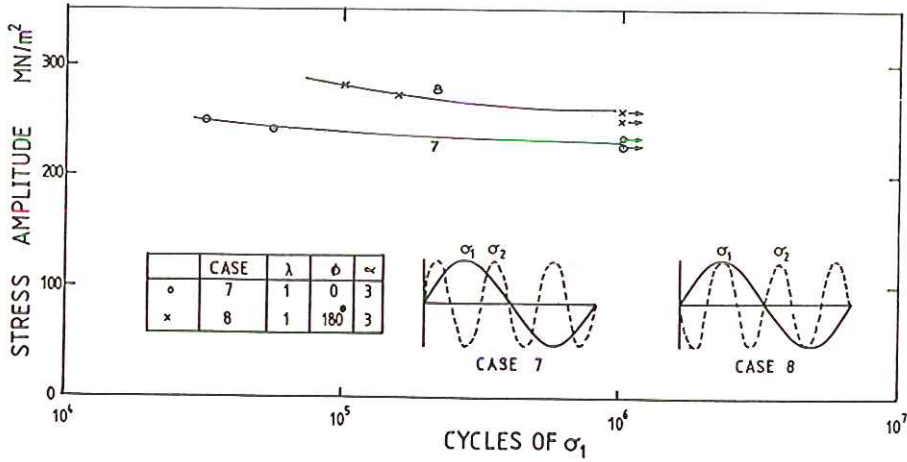 STRESS AMPLITUDE MN/m²
300
200
100
0
8
7
CASE λ ϕ α
o 7 1 0 3
× 8 1 180° 3
σ₁ σ₂
CASE 7
σ₁ σ₂
CASE 8
10⁴ 10⁵ 10⁶ 10⁷
CYCLES OF σ₁